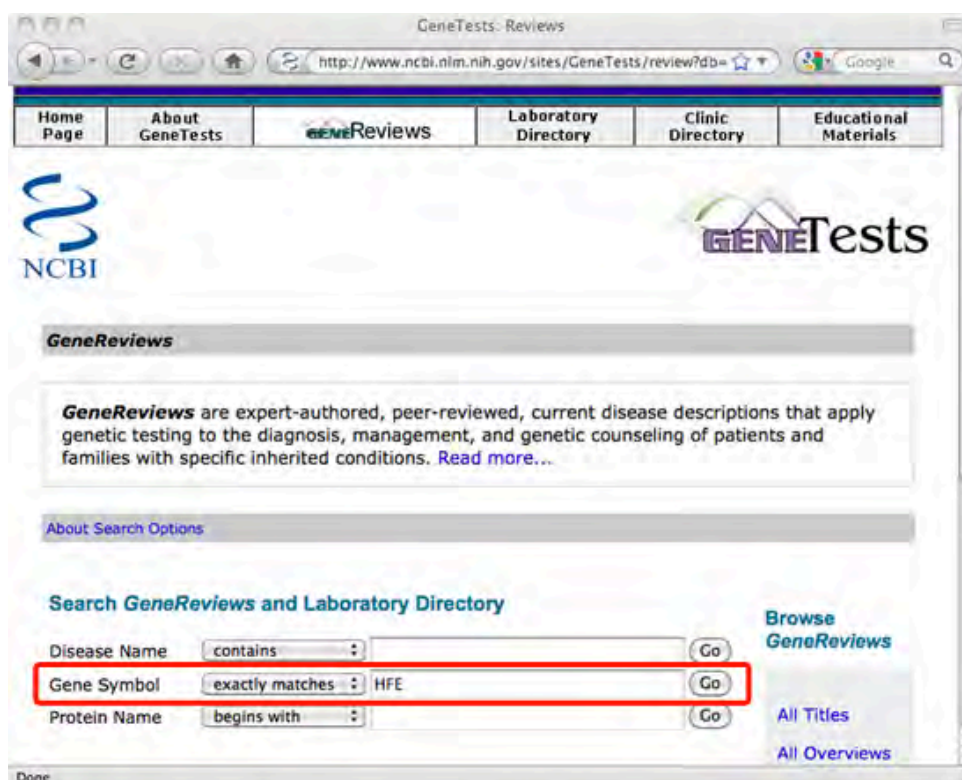 GeneTests: Reviews
http://www.ncbi.nlm.nih.gov/sites/GeneTests/review?db=
Google
Home Page
About GeneTests
GENEReviews
Laboratory Directory
Clinic Directory
Educational Materials
NCBI
GENETests
GeneReviews
GeneReviews are expert-authored, peer-reviewed, current disease descriptions that apply
genetic testing to the diagnosis, management, and genetic counseling of patients and
families with specific inherited conditions. Read more...
About Search Options
Search GeneReviews and Laboratory Directory
Disease Name contains Go
Gene Symbol exactly matches HFE Go
Protein Name begins with Go
Browse
GeneReviews
All Titles
All Overviews
Done